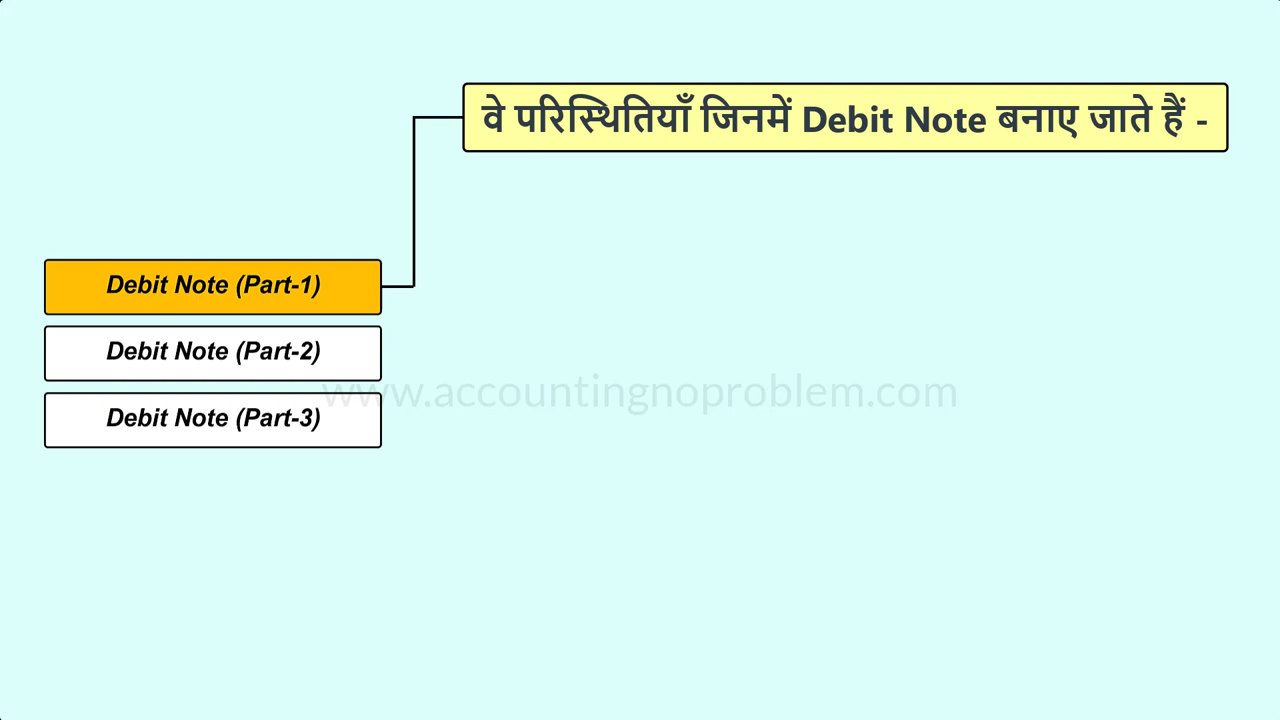 वे परिस्थितियाँ जिनमें Debit Note बनाए जाते हैं -
Debit Note (Part-1)
Debit Note (Part-2)
Debit Note (Part-3)
www.accountingnoproblem.com